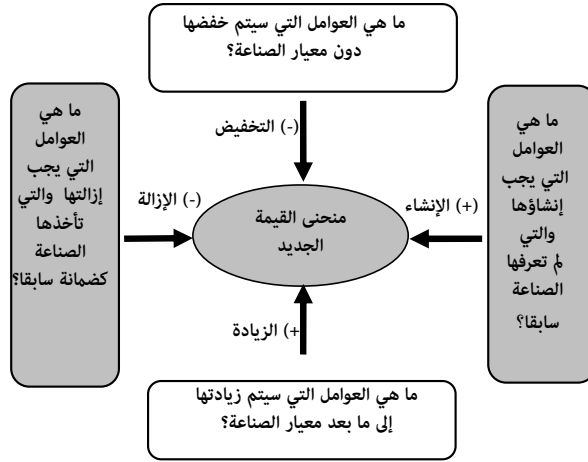 ما هي العوامل التي سيتم خفضها
دون معيار الصناعة؟
(-) التخفيض
ما هي
العوامل
التي يجب
إنشاؤها
والتي
لم تعرفها
الصناعة
سابقا؟
(+) الإنشاء
منحنى القيمة
الجديد
(-) الإزالة
ما هي
العوامل
التي يجب
إزالتها والتي
تأخذها
الصناعة
كضمانة سابقا؟
(+) الزيادة
ما هي العوامل التي سيتم زيادتها
إلى ما بعد معيار الصناعة؟